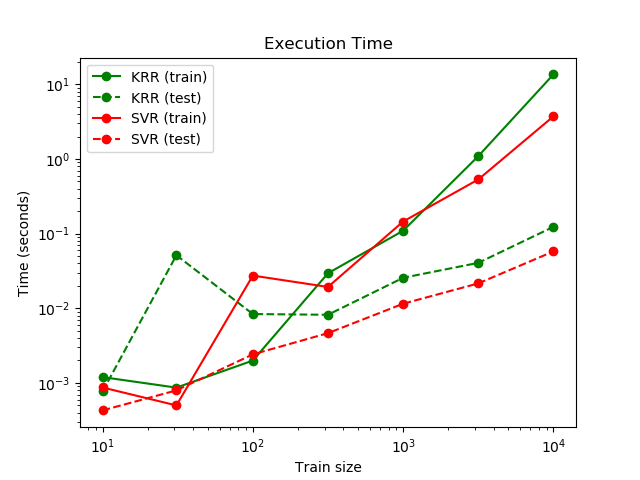 Execution Time
KRR (train)
KRR (test)
SVR (train)
SVR (test)
10¹
10⁰
10⁻¹
10⁻²
10⁻³
Time (seconds)
10¹ 10² 10³ 10⁴
Train size